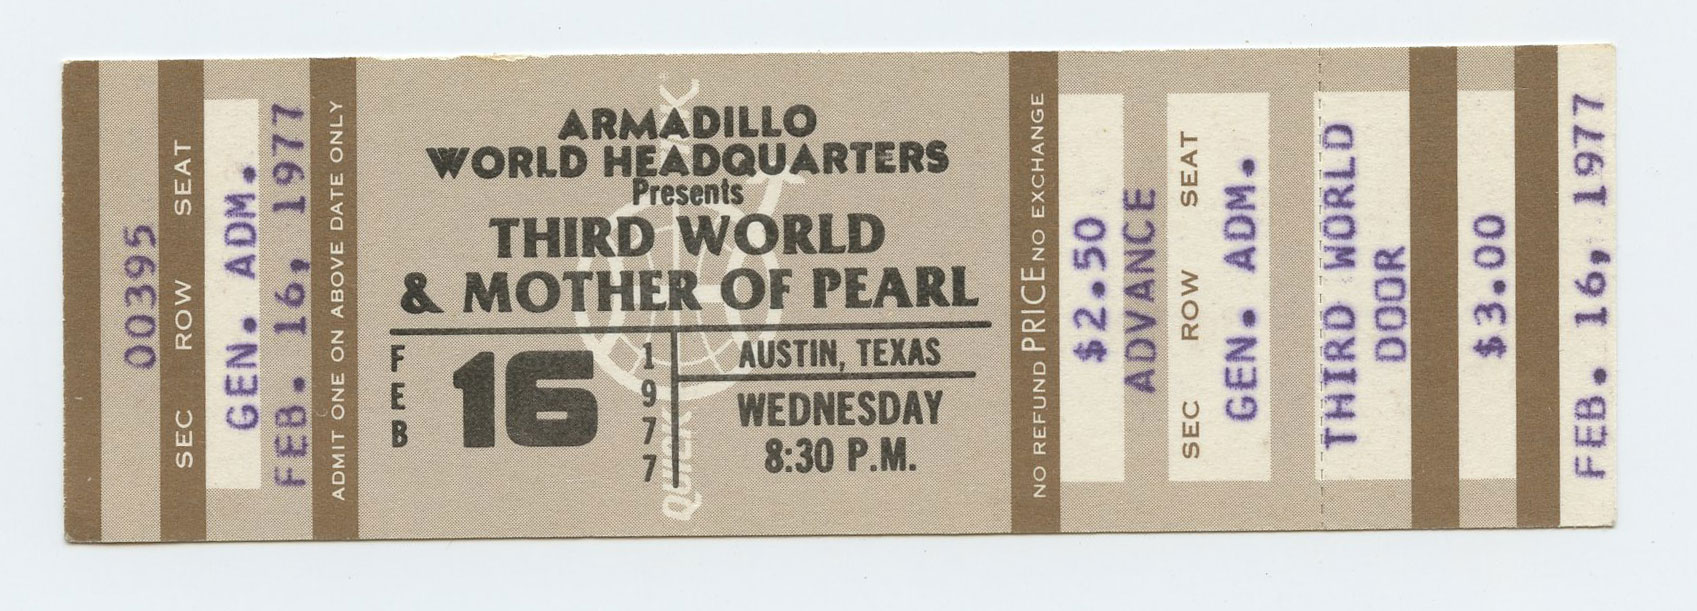 00395
SEC ROW SEAT
GEN. ADM.
FEB. 16, 1977
ADMIT ONE ON ABOVE DATE ONLY
ARMADILLO
WORLD HEADQUARTERS
Presents
THIRD WORLD
& MOTHER OF PEARL
FEB
16
1977
AUSTIN, TEXAS
WEDNESDAY
8:30 P.M.
QUICK
NO REFUND PRICE NO EXCHANGE
$2.50
ADVANCE
SEC ROW SEAT
GEN. ADM.
THIRD WORLD
DOOR
$3.00
FEB. 16, 1977